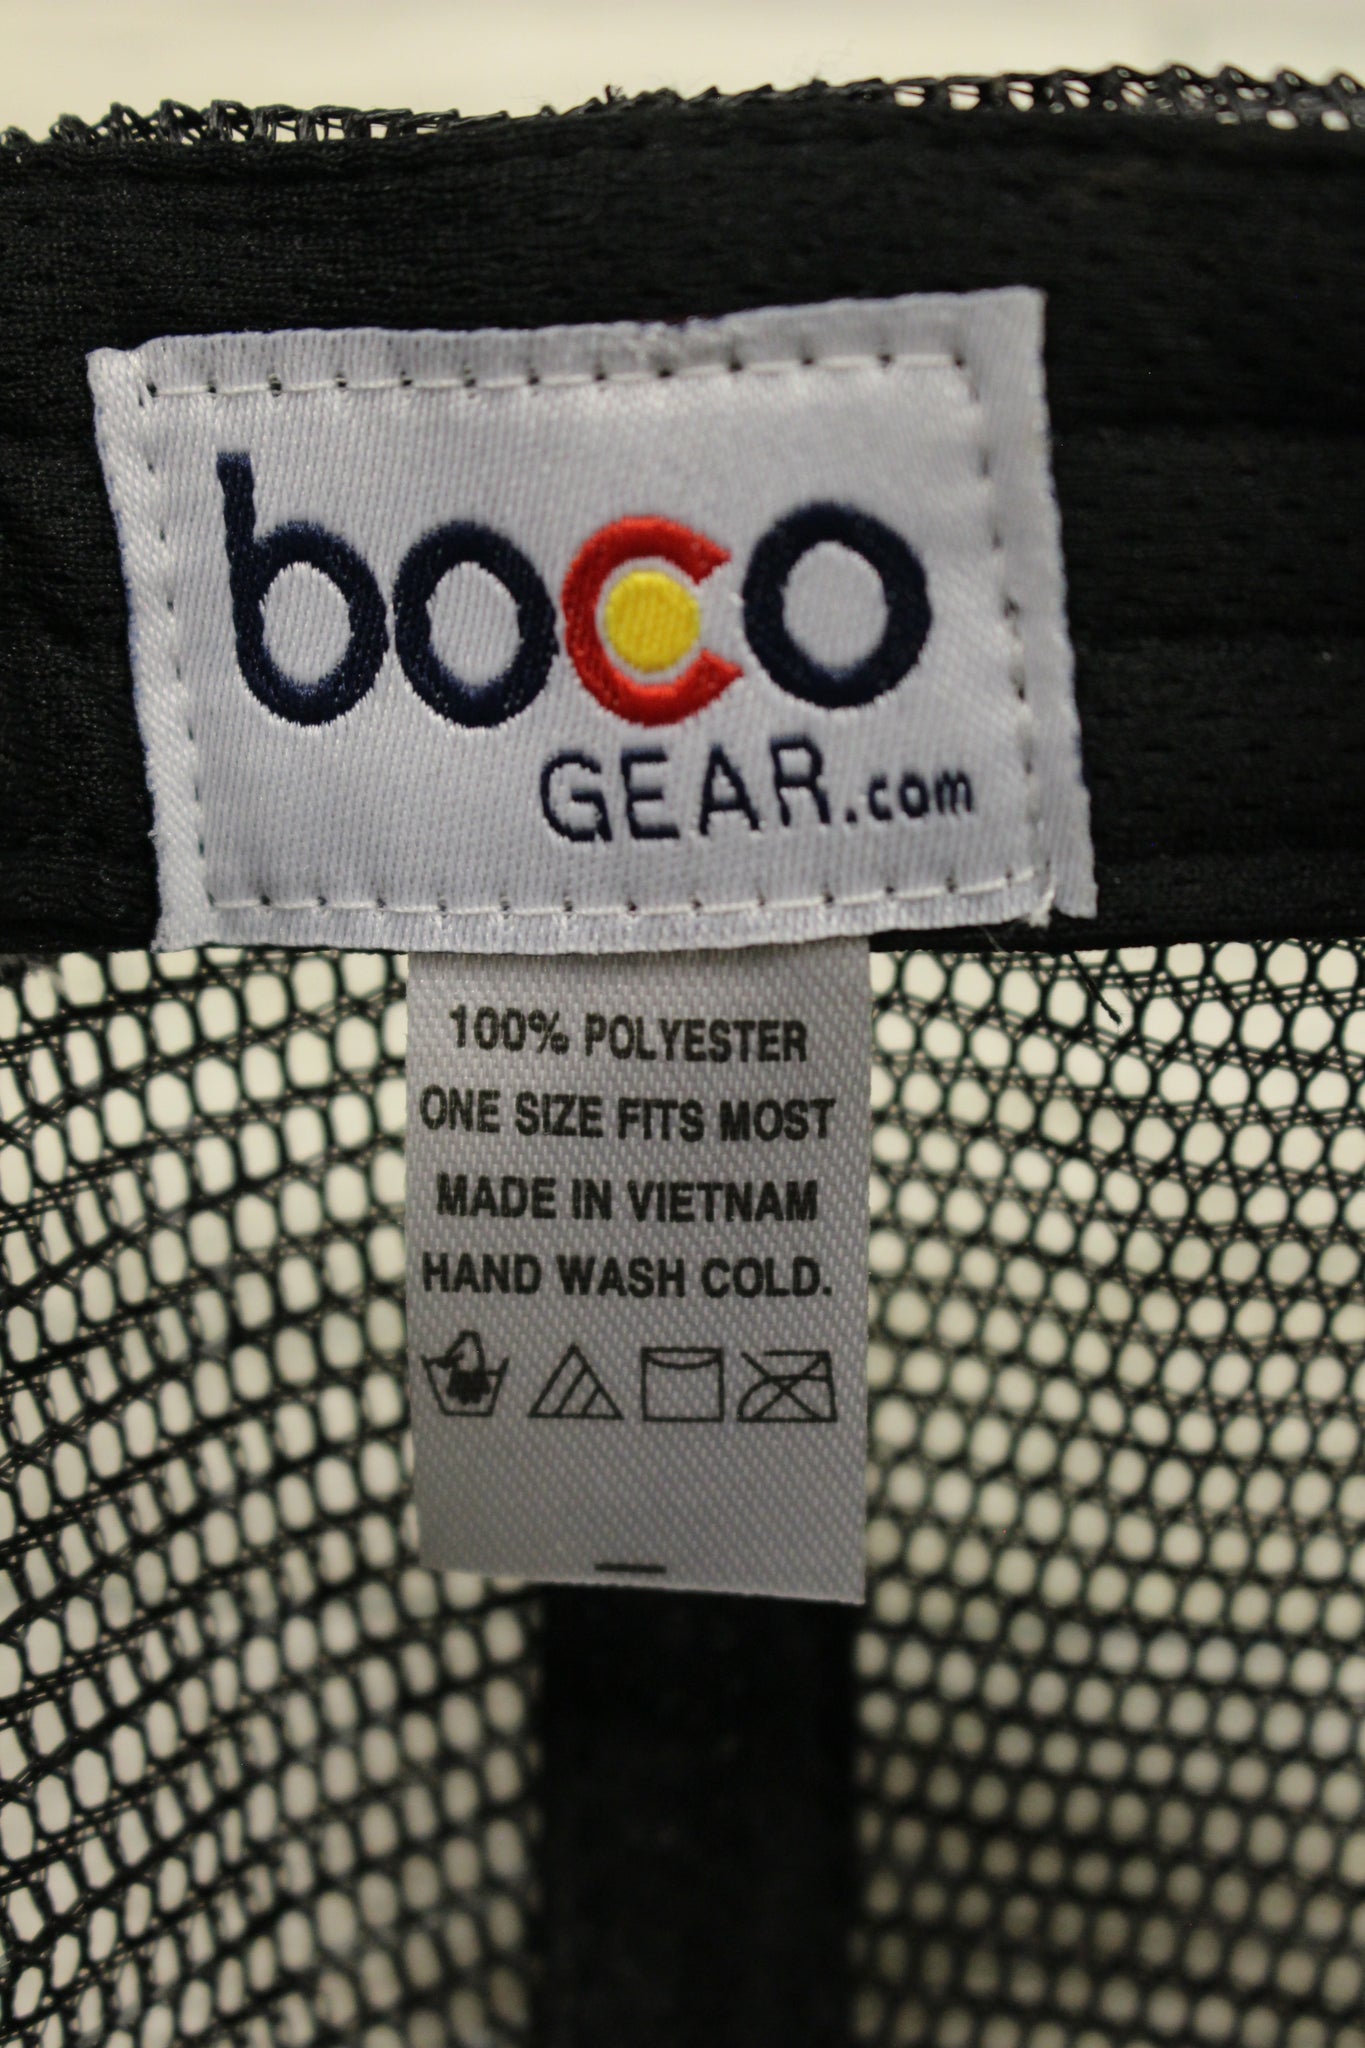 boco
GEAR.com
100% POLYESTER
ONE SIZE FITS MOST
MADE IN VIETNAM
HAND WASH COLD.